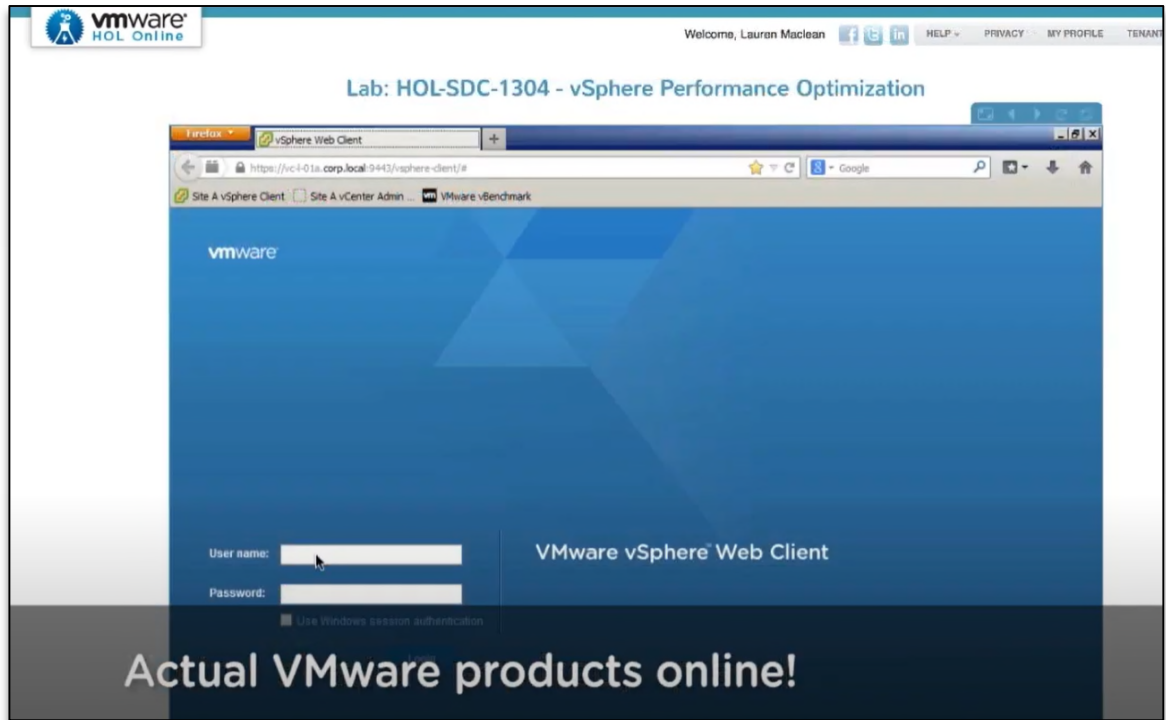 vmware
HOL Online
Welcome, Lauren Maclean
HELP
PRIVACY
MY PROFILE
TENANT
Lab: HOL-SDC-1304 - vSphere Performance Optimization
Firefox
vSphere Web Client
https://vc-l-01a.corp.local:9443/vsphere-client/#
Google
Site A vSphere Client
Site A vCenter Admin ...
VMware vBenchmark
vmware
User name:
VMware vSphere™ Web Client
Password:
Use Windows session authentication
Login
Actual VMware products online!